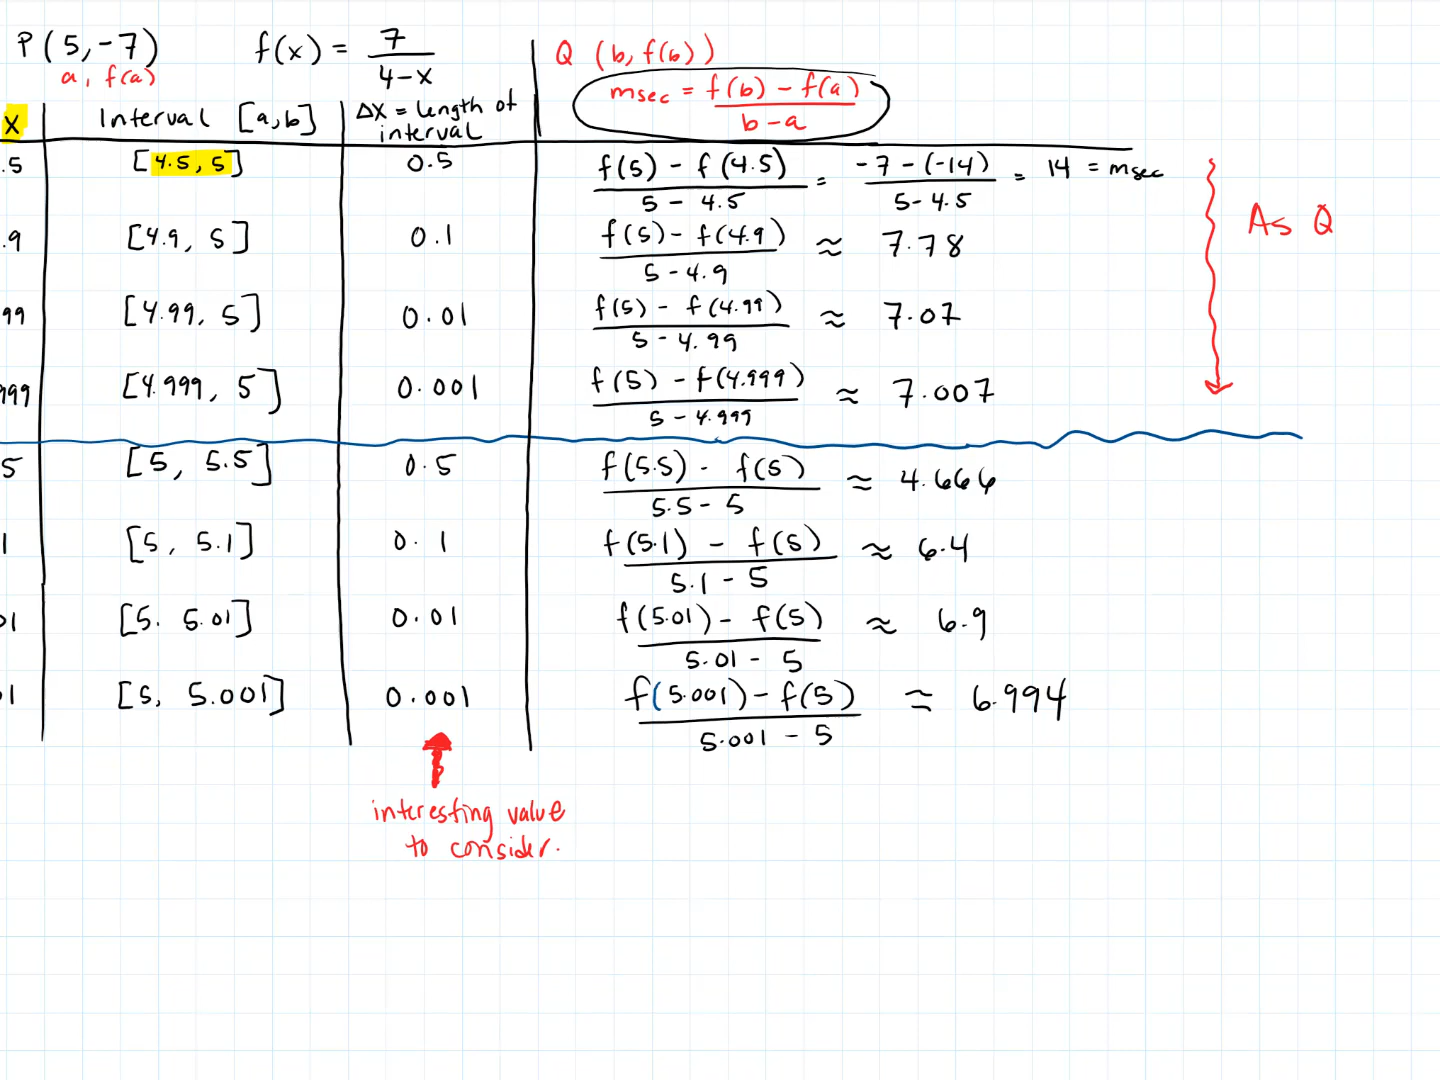 P (5, -7) f(x) = 7 / 4-x Q (b, f(b))
a, f(a) msec = f(b) - f(a) / b - a
x Interval [a,b] Δx = length of interval
.5 [4.5, 5] 0.5 f(5) - f(4.5) / 5 - 4.5 = -7 - (-14) / 5 - 4.5 = 14 = msec
As Q
.9 [4.9, 5] 0.1 f(5) - f(4.9) / 5 - 4.9 ≈ 7.78
99 [4.99, 5] 0.01 f(5) - f(4.99) / 5 - 4.99 ≈ 7.07
999 [4.999, 5] 0.001 f(5) - f(4.999) / 5 - 4.999 ≈ 7.007
5 [5, 5.5] 0.5 f(5.5) - f(5) / 5.5 - 5 ≈ 4.666
1 [5, 5.1] 0.1 f(5.1) - f(5) / 5.1 - 5 ≈ 6.4
01 [5. 5.01] 0.01 f(5.01) - f(5) / 5.01 - 5 ≈ 6.9
01 [5, 5.001] 0.001 f(5.001) - f(5) / 5.001 - 5 ≈ 6.994
interesting value
to consider.